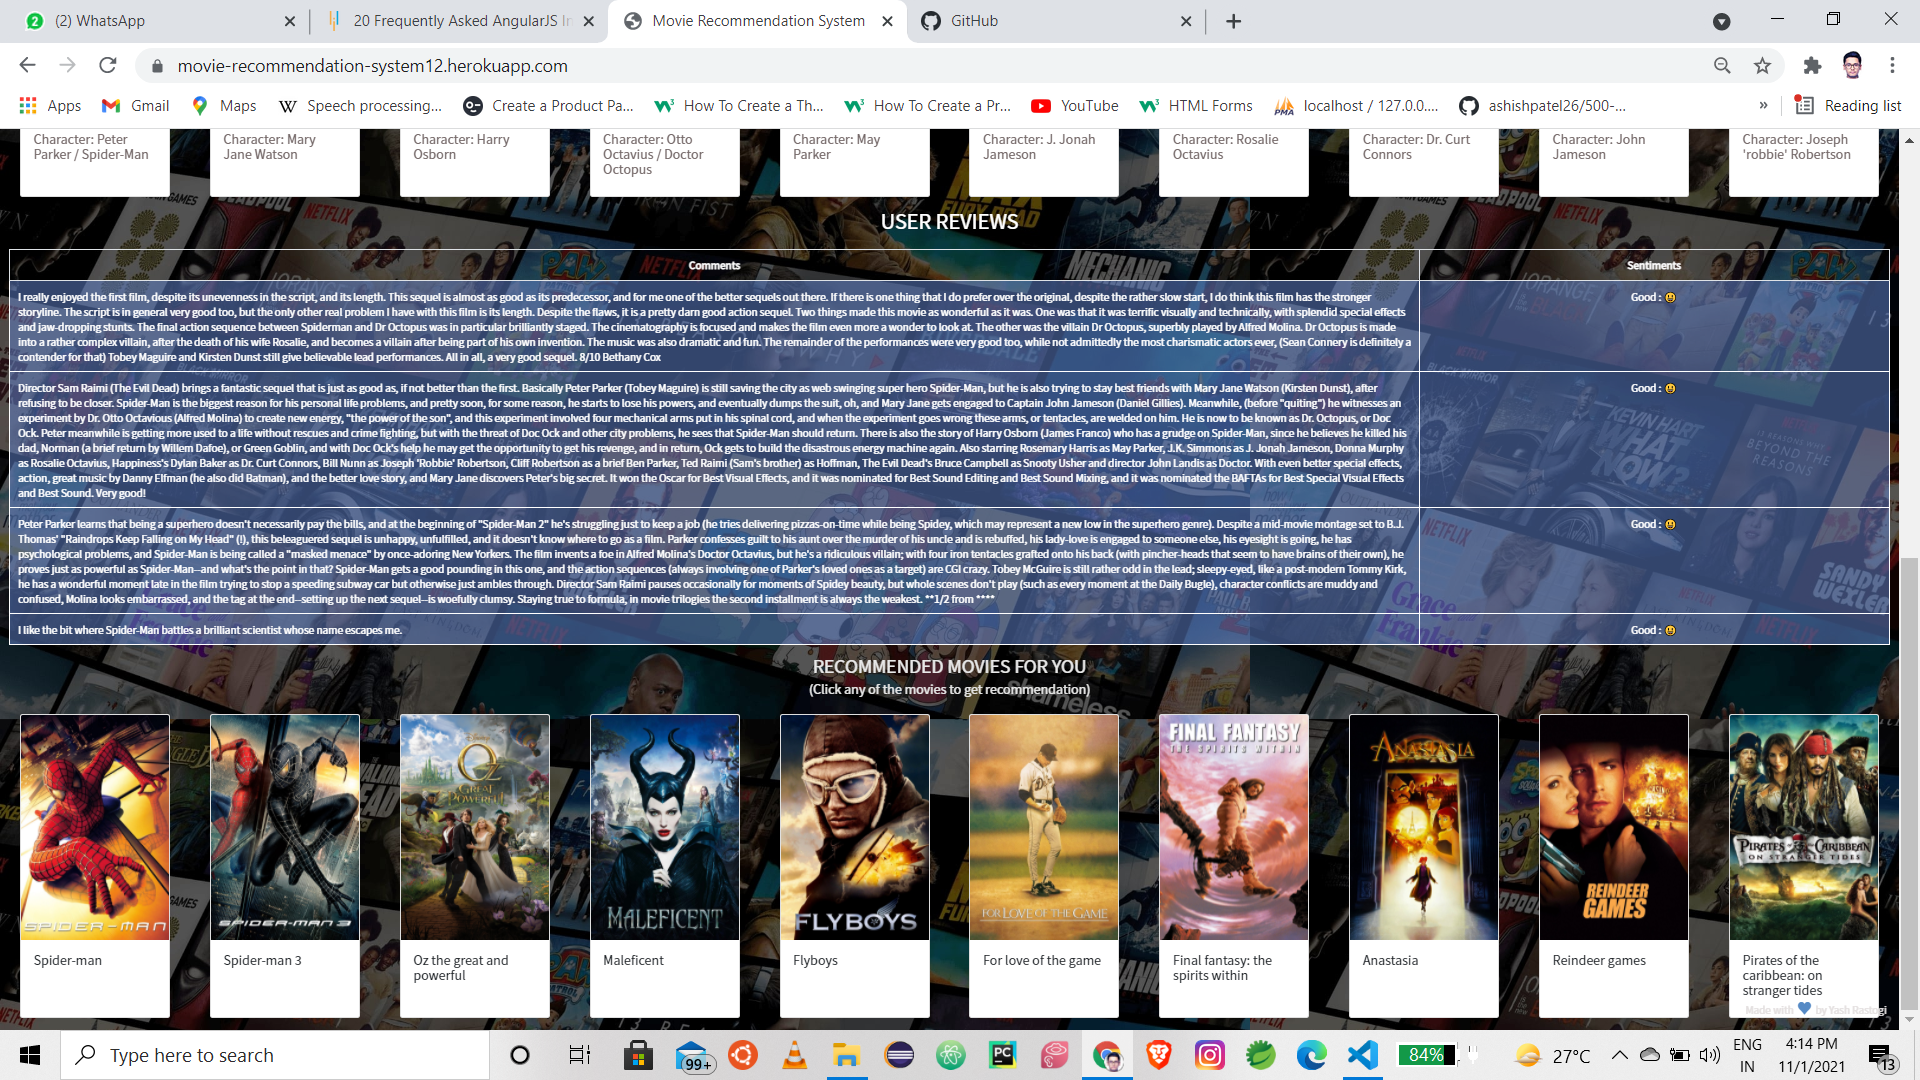 (2) WhatsApp
20 Frequently Asked AngularJS In
Movie Recommendation System
GitHub
movie-recommendation-system12.herokuapp.com
Apps
Gmail
Maps
Speech processing...
Create a Product Pa...
How To Create a Th...
How To Create a Pr...
YouTube
HTML Forms
localhost / 127.0.0....
ashishpatel26/500-...
»
Reading list
Character: Peter
Parker / Spider-Man
Character: Mary
Jane Watson
Character: Harry
Osborn
Character: Otto
Octavius / Doctor
Octopus
Character: May
Parker
Character: J. Jonah
Jameson
Character: Rosalie
Octavius
Character: Dr. Curt
Connors
Character: John
Jameson
Character: Joseph
'robbie' Robertson
USER REVIEWS
Comments
Sentiments
I really enjoyed the first film, despite its unevenness in the script, and its length. This sequel is almost as good as its predecessor, and for me one of the better sequels out there. If there is one thing that I do prefer over the original, despite the rather slow start, I do think this film has the stronger
storyline. The script is in general very good too, but the only other real problem I have with this film is its length. Despite the flaws, it is a pretty darn good action sequel. Two things made this movie as wonderful as it was. One was that it was terrific visually and technically, with splendid special effects
and jaw-dropping stunts. The final action sequence between Spiderman and Dr Octopus was in particular brilliantly staged. The cinematography is focused and makes the film even more a wonder to look at. The other was the villain Dr Octopus, superbly played by Alfred Molina. Dr Octopus is made
into a rather complex villain, after the death of his wife Rosalie, and becomes a villain after being part of his own invention. The music was also dramatic and fun. The remainder of the performances were very good too, while not admittedly the most charismatic actors ever, (Sean Connery is definitely a
contender for that) Tobey Maguire and Kirsten Dunst still give believable lead performances. All in all, a very good sequel. 8/10 Bethany Cox
Good : 😃
Director Sam Raimi (The Evil Dead) brings a fantastic sequel that is just as good as, if not better than the first. Basically Peter Parker (Tobey Maguire) is still saving the city as web swinging super hero Spider-Man, but he is also trying to stay best friends with Mary Jane Watson (Kirsten Dunst), after
refusing to be closer. Spider-Man is the biggest reason for his personal life problems, and pretty soon, for some reason, he starts to lose his powers, and eventually dumps the suit, oh, and Mary Jane gets engaged to Captain John Jameson (Daniel Gillies). Meanwhile, (before "quiting") he witnesses an
experiment by Dr. Otto Octavious (Alfred Molina) to create new energy, "the power of the son", and this experiment involved four mechanical arms put in his spinal cord, and when the experiment goes wrong these arms, or tentacles, are welded on him. He is now to be known as Dr. Octopus, or Doc
Ock. Peter meanwhile is getting more used to a life without rescues and crime fighting, but with the threat of Doc Ock and other city problems, he sees that Spider-Man should return. There is also the story of Harry Osborn (James Franco) who has a grudge on Spider-Man, since he believes he killed his
dad, Norman (a brief return by Willem Dafoe), or Green Goblin, and with Doc Ock's help he may get the opportunity to get his revenge, and in return, Ock gets to build the disastrous energy machine again. Also starring Rosemary Harris as May Parker, J.K. Simmons as J. Jonah Jameson, Donna Murphy
as Rosalie Octavius, Happiness's Dylan Baker as Dr. Curt Connors, Bill Nunn as Joseph 'Robbie' Robertson, Cliff Robertson as a brief Ben Parker, Ted Raimi (Sam's brother) as Hoffman, The Evil Dead's Bruce Campbell as Snooty Usher and director John Landis as Doctor. With even better special effects,
action, great music by Danny Elfman (he also did Batman), and the better love story, and Mary Jane discovers Peter's big secret. It won the Oscar for Best Visual Effects, and it was nominated for Best Sound Editing and Best Sound Mixing, and it was nominated the BAFTAs for Best Special Visual Effects
and Best Sound. Very good!
Good : 😃
Peter Parker learns that being a superhero doesn't necessarily pay the bills, and at the beginning of "Spider-Man 2" he's struggling just to keep a job (he tries delivering pizzas-on-time while being Spidey, which may represent a new low in the superhero genre). Despite a mid-movie montage set to B.J.
Thomas' "Raindrops Keep Falling on My Head" (!), this beleaguered sequel is unhappy, unfulfilled, and it doesn't know where to go as a film. Parker confesses guilt to his aunt over the murder of his uncle and is rebuffed, his lady-love is engaged to someone else, his eyesight is going, he has
psychological problems, and Spider-Man is being called a "masked menace" by once-adoring New Yorkers. The film invents a foe in Alfred Molina's Doctor Octavius, but he's a ridiculous villain; with four iron tentacles grafted onto his back (with pincher-heads that seem to have brains of their own), he
proves just as powerful as Spider-Man--and what's the point in that? Spider-Man gets a good pounding in this one, and the action sequences (always involving one of Parker's loved ones as a target) are CGI crazy. Tobey McGuire is still rather odd in the lead; sleepy-eyed, like a post-modern Tommy Kirk,
he has a wonderful moment late in the film trying to stop a speeding subway car but otherwise just ambles through. Director Sam Raimi pauses occasionally for moments of Spidey beauty, but whole scenes don't play (such as every moment at the Daily Bugle), character conflicts are muddy and
confused, Molina looks embarrassed, and the tag at the end--setting up the next sequel--is woefully clumsy. Staying true to formula, in movie trilogies the second installment is always the weakest. **1/2 from ****
Good : 😃
I like the bit where Spider-Man battles a brilliant scientist whose name escapes me.
Good : 😃
RECOMMENDED MOVIES FOR YOU
(Click any of the movies to get recommendation)
SPIDER-MAN
SPIDER-MAN 3
OZ
GREAT
POWERFUL
MALEFICENT
FLYBOYS
FOR LOVE OF THE GAME
FINAL FANTASY
THE SPIRITS WITHIN
ANASTASIA
REINDEER
GAMES
PIRATES of the CARIBBEAN
ON STRANGER TIDES
Spider-man
Spider-man 3
Oz the great and
powerful
Maleficent
Flyboys
For love of the game
Final fantasy: the
spirits within
Anastasia
Reindeer games
Pirates of the
caribbean: on
stranger tides
Made with 💙 by Yash Rastogi
Type here to search
99+
84%
27°C
ENG
IN
4:14 PM
11/1/2021
13